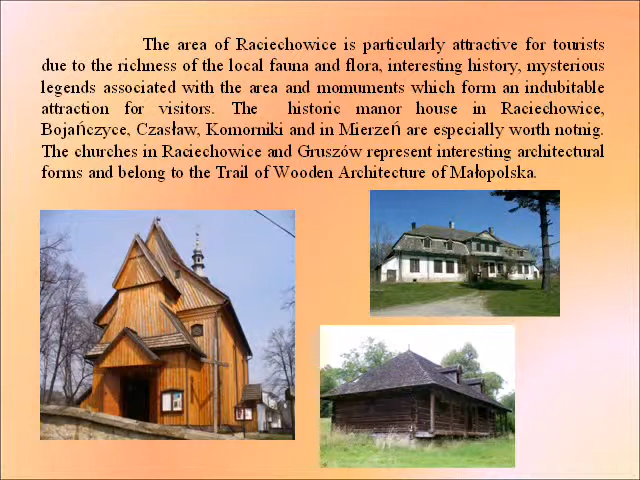 The area of Raciechowice is particularly attractive for tourists
due to the richness of the local fauna and flora, interesting history, mysterious
legends associated with the area and momuments which form an indubitable
attraction for visitors. The historic manor house in Raciechowice,
Bojańczyce, Czasław, Komorniki and in Mierzeń are especially worth notnig.
The churches in Raciechowice and Gruszów represent interesting architectural
forms and belong to the Trail of Wooden Architecture of Małopolska.